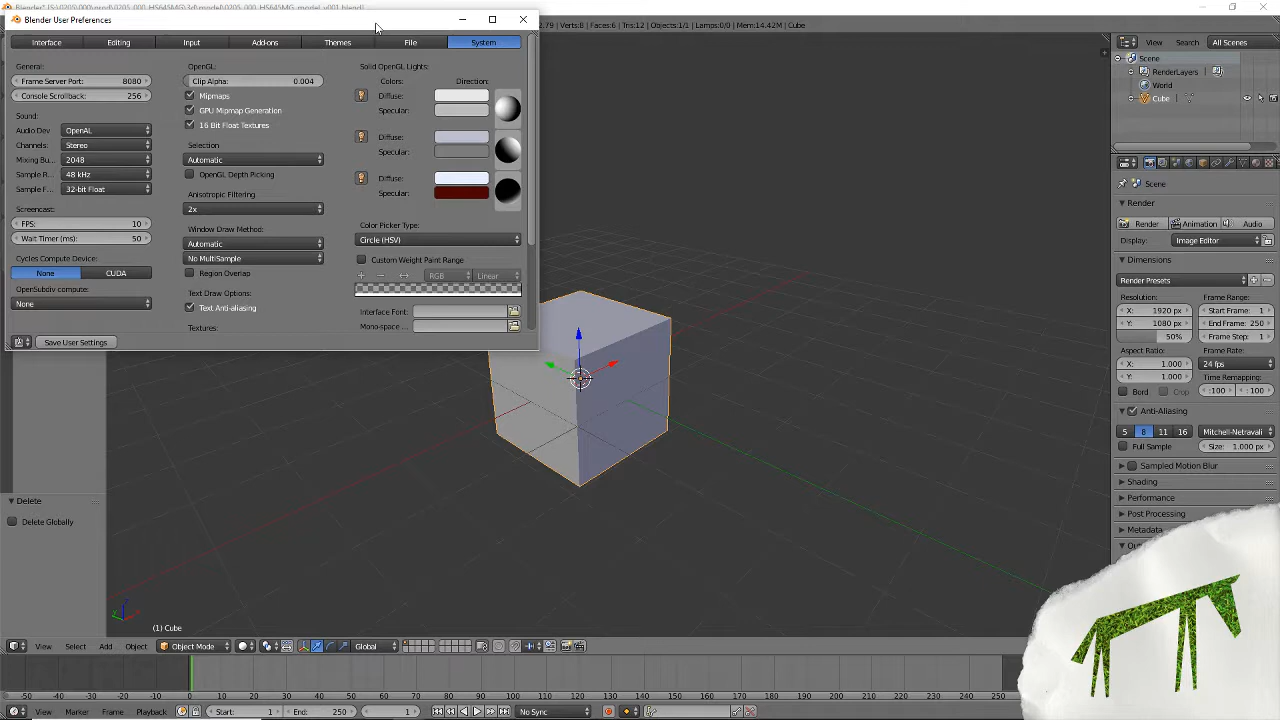 Blender* [S:\0205_000\prod\0205_000_HS645MG\3d\model\0205_000_HS645MG_model_v001.blend]
Blender User Preferences
2.79 | Verts:8 | Faces:6 | Tris:12 | Objects:1/1 | Lamps:0/0 | Mem:14.42M | Cube
Interface Editing Input Add-ons Themes File System
View Search All Scenes
Scene
RenderLayers
World
Cube
General:
Frame Server Port: 8080
Console Scrollback: 256
Sound:
Audio Dev OpenAL
Channels: Stereo
Mixing Bu... 2048
Sample R... 48 kHz
Sample F... 32-bit Float
Screencast:
FPS: 10
Wait Timer (ms): 50
Cycles Compute Device:
None CUDA
OpenSubdiv compute:
None
OpenGL:
Clip Alpha: 0.004
Mipmaps
GPU Mipmap Generation
16 Bit Float Textures
Selection
Automatic
OpenGL Depth Picking
Anisotropic Filtering
2x
Window Draw Method:
Automatic
No MultiSample
Region Overlap
Text Draw Options:
Text Anti-aliasing
Textures:
Solid OpenGL Lights:
Colors: Direction:
Diffuse:
Specular:
Diffuse:
Specular:
Diffuse:
Specular:
Color Picker Type:
Circle (HSV)
Custom Weight Paint Range
RGB Linear
Interface Font:
Mono-space ...
Save User Settings
Scene
Render
Render Animation Audio
Display: Image Editor
Dimensions
Render Presets
Resolution: Frame Range:
X: 1920 px Start Frame: 1
Y: 1080 px End Frame: 250
50% Frame Step: 1
Aspect Ratio: Frame Rate:
X: 1.000 24 fps
Y: 1.000 Time Remapping:
Border Crop :100 :100
Anti-Aliasing
5 8 11 16 Mitchell-Netravali
Full Sample Size: 1.000 px
Sampled Motion Blur
Shading
Performance
Post Processing
Metadata
Delete
Delete Globally
(1) Cube
View Select Add Object Object Mode Global
-50 -40 -30 -20 -10 0 10 20 30 40 50 60 70 80 90 100 110 120 130 140 150 160 170 180 190 200 210 220 230 240 250
View Marker Frame Playback Start: 1 End: 250 1 No Sync